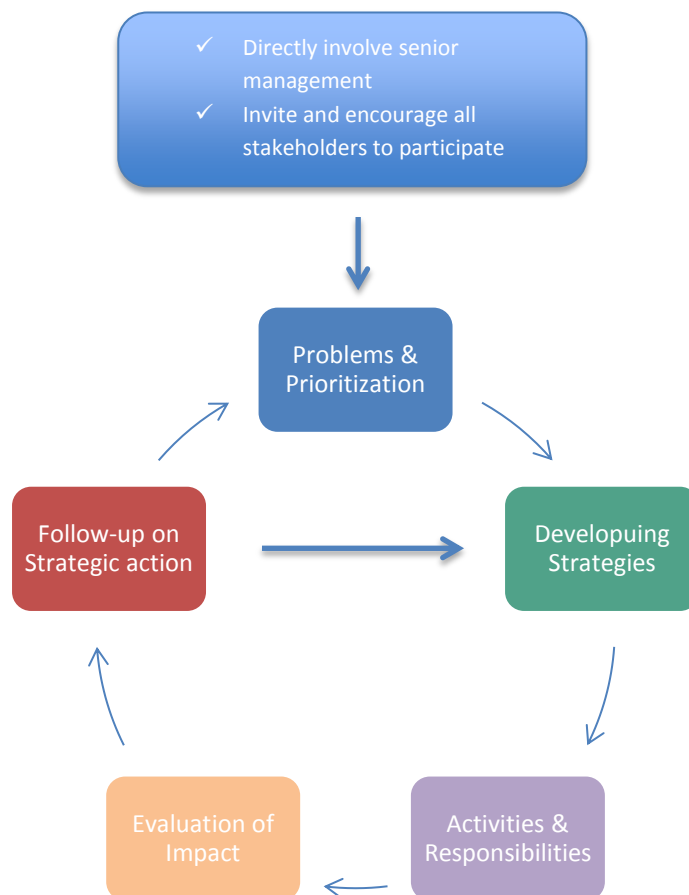 ✓ Directly involve senior
management
✓ Invite and encourage all
stakeholders to participate
Problems &
Prioritization
Follow-up on
Strategic action
Developuing
Strategies
Evaluation of
Impact
Activities &
Responsibilities